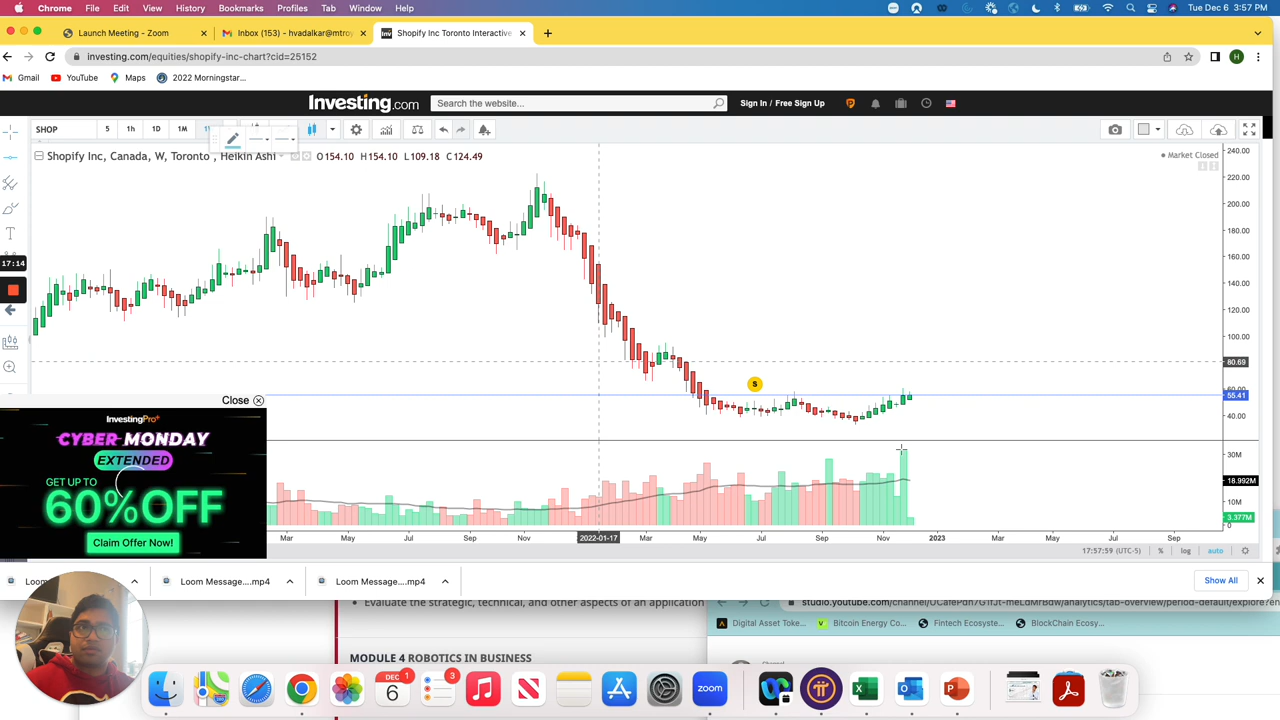 Chrome File Edit View History Bookmarks Profiles Tab Window Help Tue Dec 6 3:57 PM
Launch Meeting - Zoom Inbox (153) - hvadalkar@mtroy Shopify Inc Toronto Interactive
investing.com/equities/shopify-inc-chart?cid=25152 H
Gmail YouTube Maps 2022 Morningstar...
Investing.com Search the website... Sign In / Free Sign Up
SHOP 5 1h 1D 1M
Shopify Inc, Canada, W, Toronto , Heikin Ashi O154.10 H154.10 L109.18 C124.49
Market Closed
240.00
220.00
200.00
180.00
160.00
140.00
120.00
100.00
80.69
60.00
55.41
40.00
17:14
S
Close
InvestingPro+
CYBER MONDAY
EXTENDED
GET UP TO
60% OFF
Claim Offer Now!
30M
18.992M
10M
3.377M
0
Mar May Jul Sep Nov 2022-01-17 Mar May Jul Sep Nov 2023 Mar May Jul Sep
17:57:59 (UTC-5) % log auto
Loom Message....mp4 Loom Message....mp4 Show All
Evaluate the strategic, technical, and other aspects of an application
Digital Asset Toke... Bitcoin Energy Co... Fintech Ecosyste... BlockChain Ecosy...
MODULE 4 ROBOTICS IN BUSINESS
DEC 1 3
6 zoom